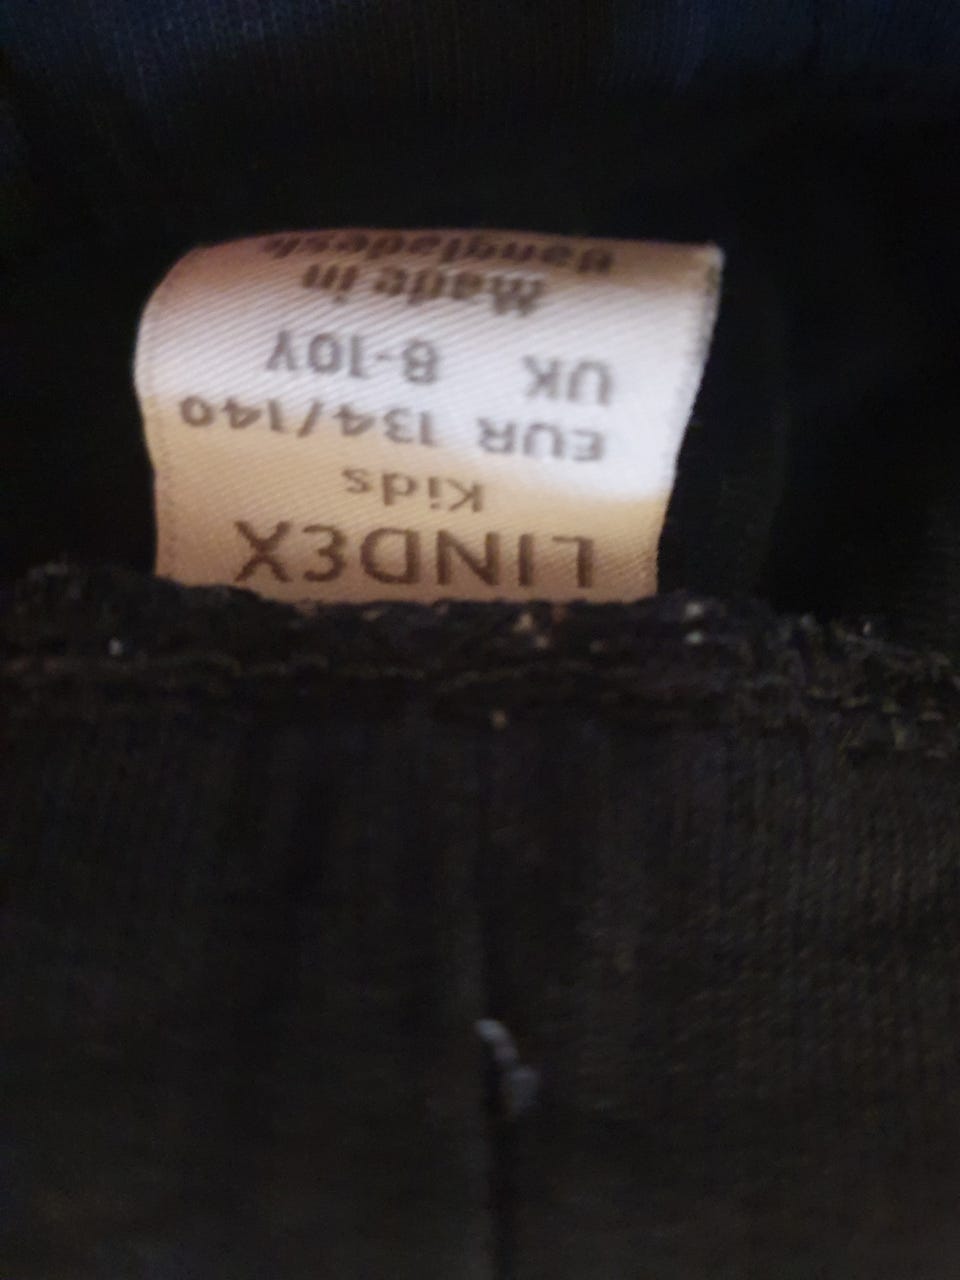 LINDEX
Kids
EUR 134/140
UK 8-10Y
Made in
Bangladesh